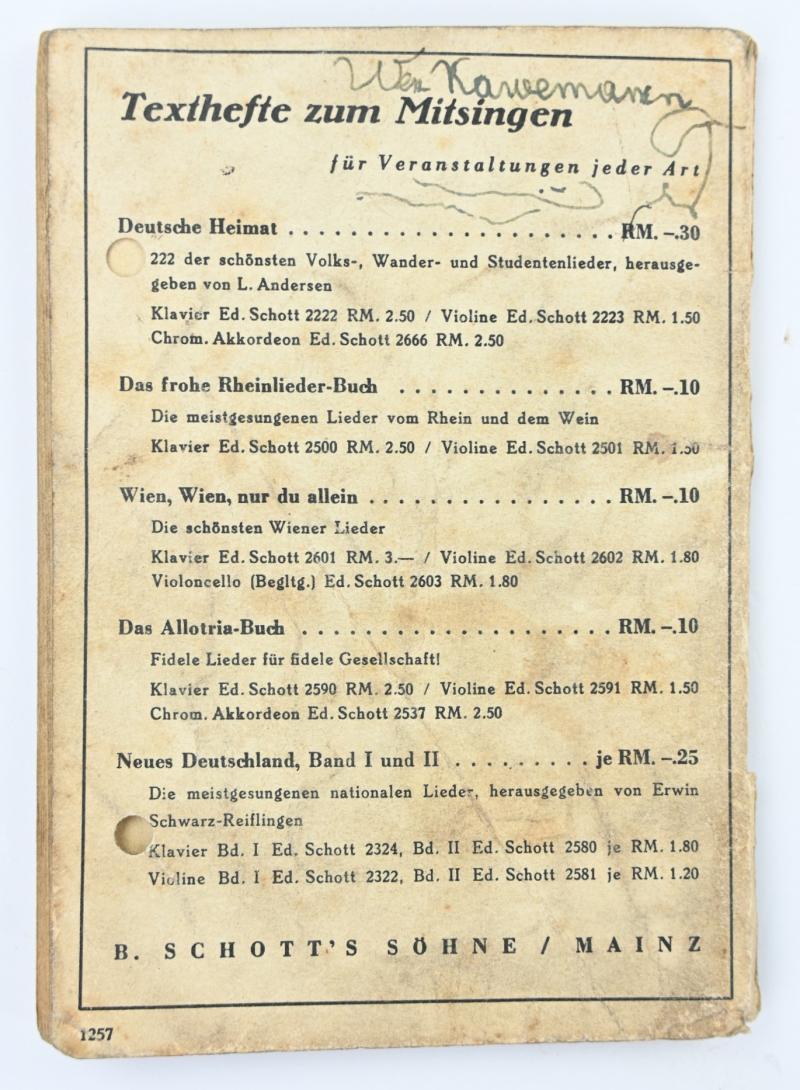 Kawemann
Texthefte zum Mitsingen
für Veranstaltungen jeder Art
Deutsche Heimat . . . . . . . . . . . . . . . . . . . . . . RM. –.30
222 der schönsten Volks-, Wander- und Studentenlieder, herausge-
geben von L. Andersen
Klavier Ed. Schott 2222 RM. 2.50 / Violine Ed. Schott 2223 RM. 1.50
Chrom. Akkordeon Ed. Schott 2666 RM. 2.50
Das frohe Rheinlieder-Buch . . . . . . . . . . . . . . RM. –.10
Die meistgesungenen Lieder vom Rhein und dem Wein
Klavier Ed. Schott 2500 RM. 2.50 / Violine Ed. Schott 2501 RM. 1.50
Wien, Wien, nur du allein . . . . . . . . . . . . . . . . RM. –.10
Die schönsten Wiener Lieder
Klavier Ed. Schott 2601 RM. 3.— / Violine Ed. Schott 2602 RM. 1.80
Violoncello (Begltg.) Ed. Schott 2603 RM. 1.80
Das Allotria-Buch . . . . . . . . . . . . . . . . . . . . . RM. –.10
Fidele Lieder für fidele Gesellschaft!
Klavier Ed. Schott 2590 RM. 2.50 / Violine Ed. Schott 2591 RM. 1.50
Chrom. Akkordeon Ed. Schott 2537 RM. 2.50
Neues Deutschland, Band I und II . . . . . . . . . je RM. –.25
Die meistgesungenen nationalen Lieder, herausgegeben von Erwin
Schwarz-Reiflingen
Klavier Bd. I Ed. Schott 2324, Bd. II Ed. Schott 2580 je RM. 1.80
Violine Bd. I Ed. Schott 2322, Bd. II Ed. Schott 2581 je RM. 1.20
B. SCHOTT'S SÖHNE / MAINZ
1257